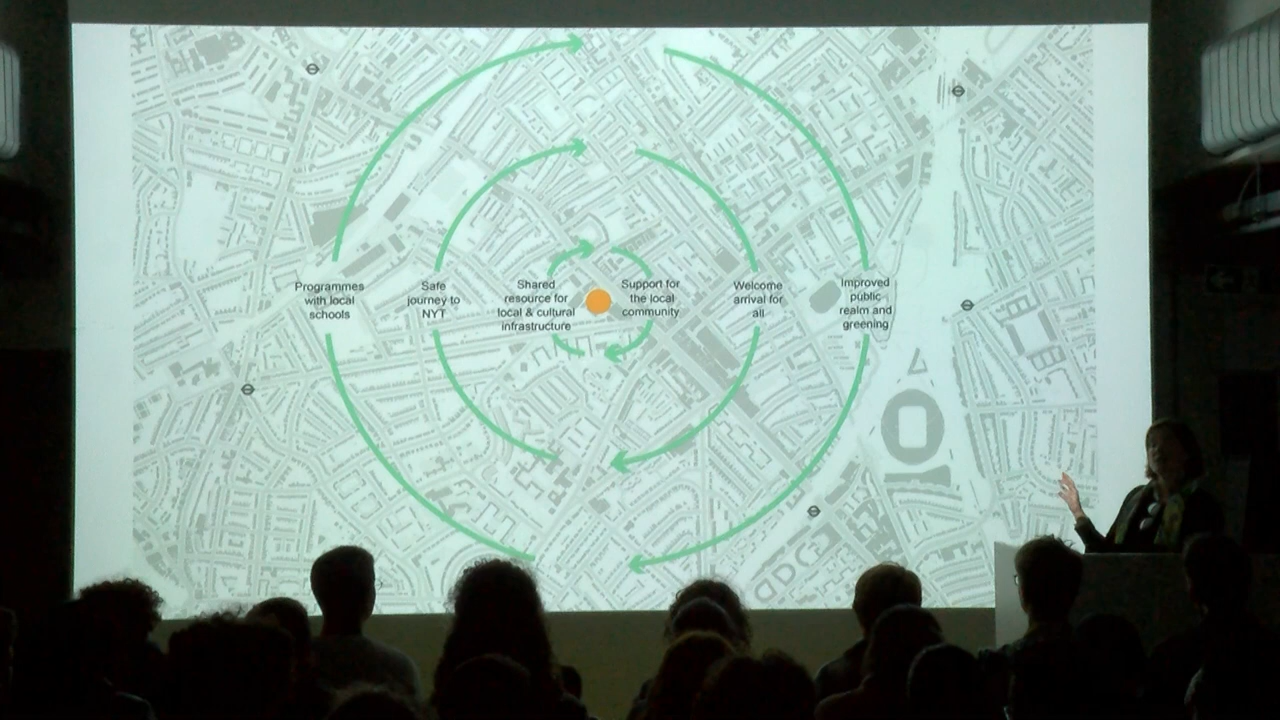 Programmes
with local
schools
Safe
journey to
NYT
Shared
resource for
local & cultural
infrastructure
Support for
the local
community
Welcome
arrival for
all
Improved
public
realm and
greening